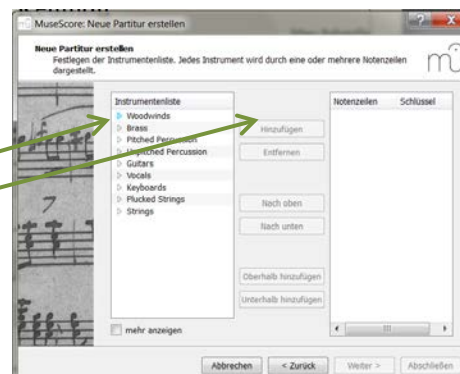 MuseScore: Neue Partitur erstellen
Neue Partitur erstellen
Festlegen der Instrumentenliste. Jedes Instrument wird durch eine oder mehrere Notenzeilen
dargestellt.
Instrumentenliste
Woodwinds
Brass
Pitched Percussion
Unpitched Percussion
Guitars
Vocals
Keyboards
Plucked Strings
Strings
mehr anzeigen
Hinzufügen
Entfernen
Nach oben
Nach unten
Oberhalb hinzufügen
Unterhalb hinzufügen
Notenzeilen Schlüssel
Abbrechen < Zurück Weiter > Abschließen